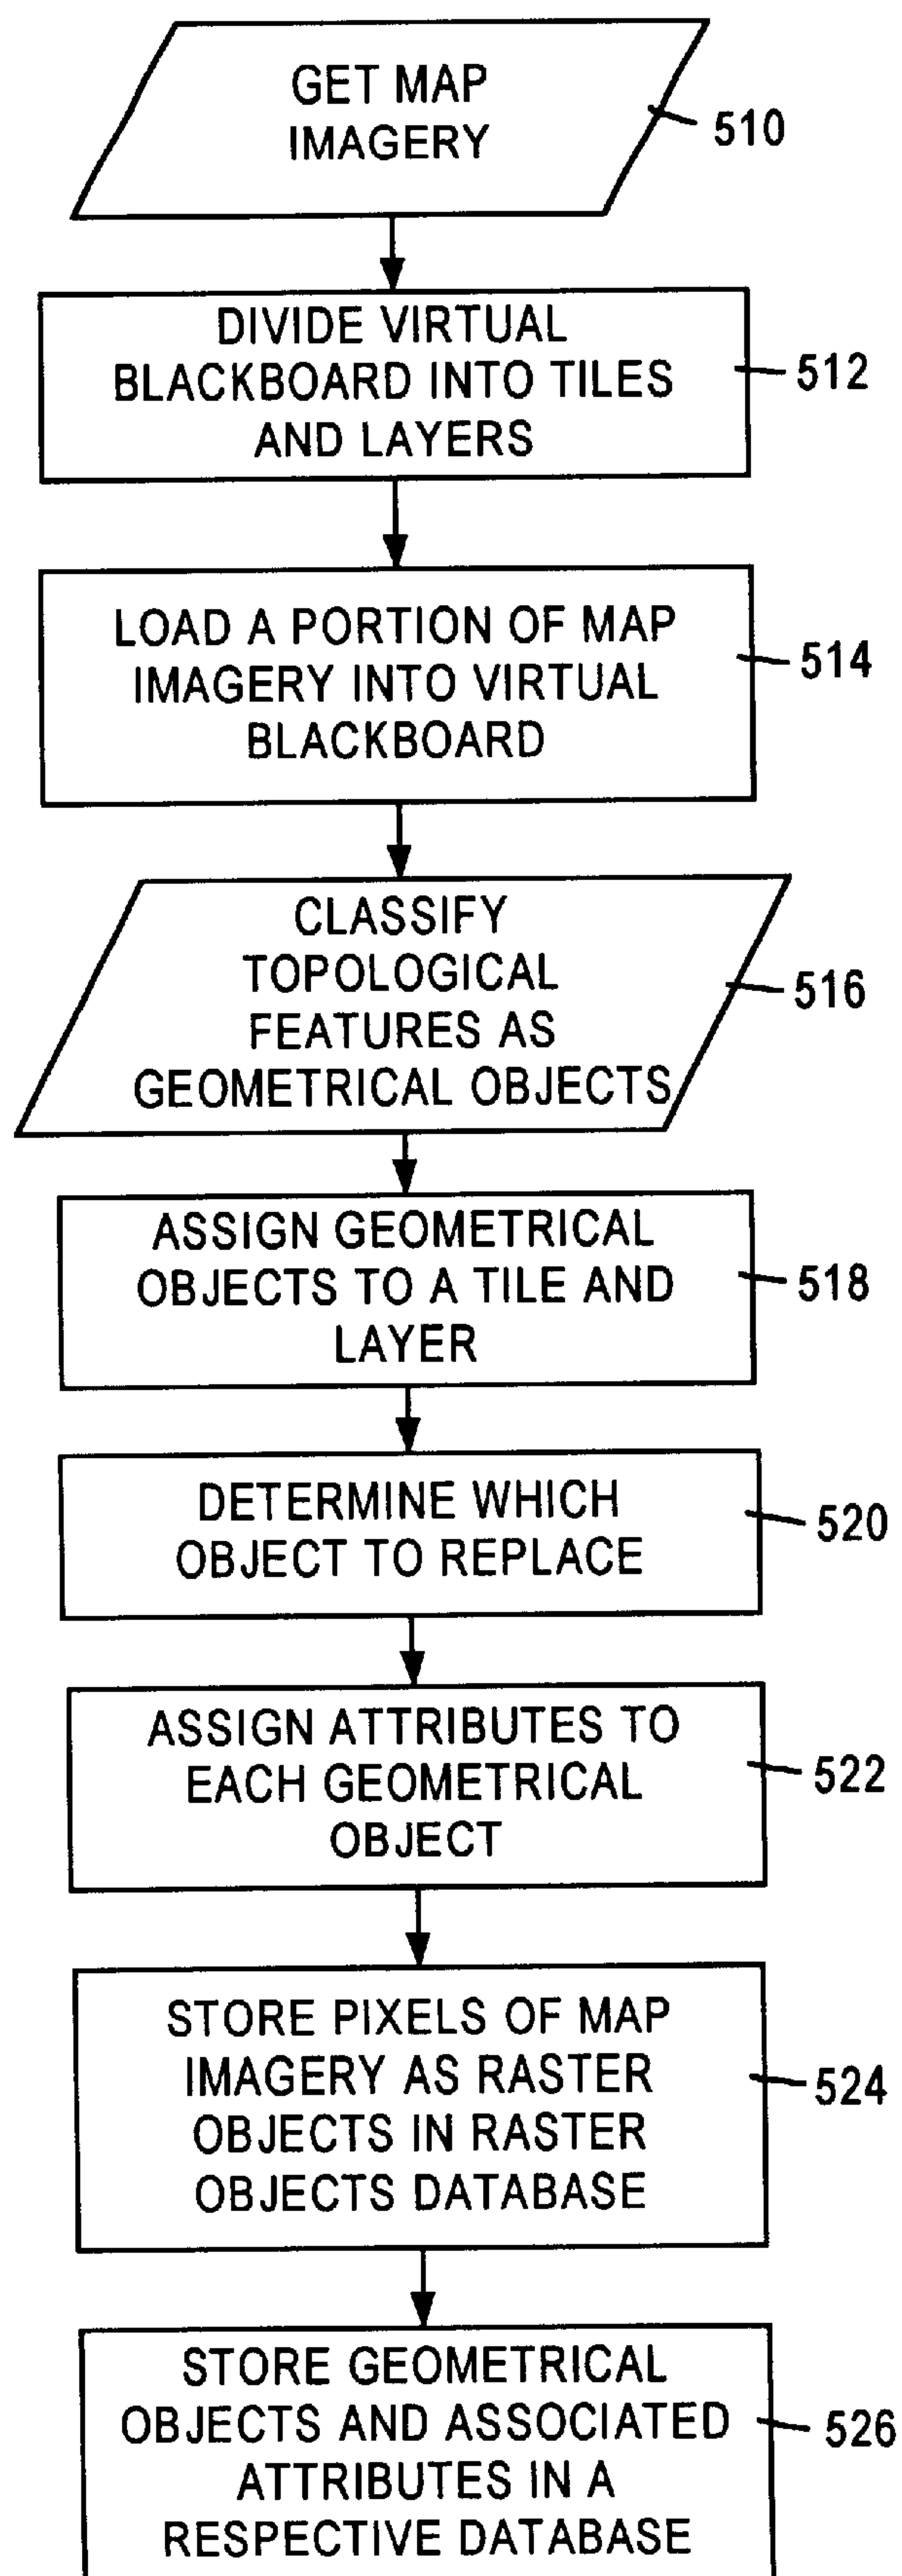 GET MAP
IMAGERY
510
DIVIDE VIRTUAL
BLACKBOARD INTO TILES
AND LAYERS
512
LOAD A PORTION OF MAP
IMAGERY INTO VIRTUAL
BLACKBOARD
514
CLASSIFY
TOPOLOGICAL
FEATURES AS
GEOMETRICAL OBJECTS
516
ASSIGN GEOMETRICAL
OBJECTS TO A TILE AND
LAYER
518
DETERMINE WHICH
OBJECT TO REPLACE
520
ASSIGN ATTRIBUTES TO
EACH GEOMETRICAL
OBJECT
522
STORE PIXELS OF MAP
IMAGERY AS RASTER
OBJECTS IN RASTER
OBJECTS DATABASE
524
STORE GEOMETRICAL
OBJECTS AND ASSOCIATED
ATTRIBUTES IN A
RESPECTIVE DATABASE
526